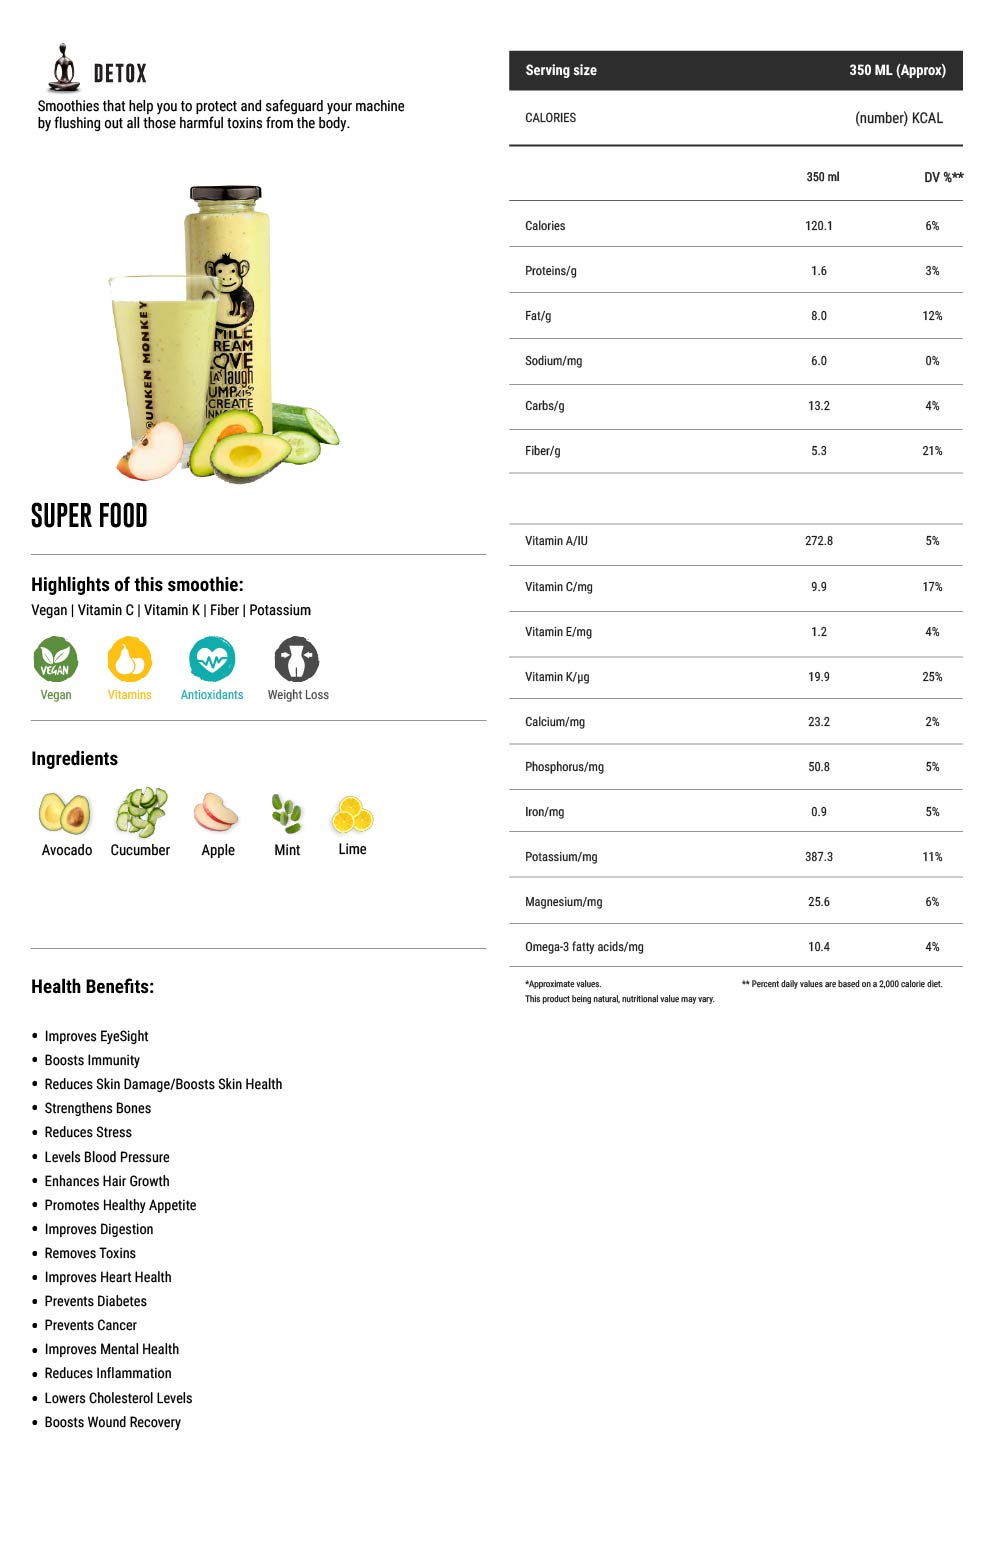 DETOX
Smoothies that help you to protect and safeguard your machine
by flushing out all those harmful toxins from the body.
UNKEN MONKEY
MILE
REAM
OVE
LAY laugh
UMP KISS
CREATE
SUPER FOOD
Highlights of this smoothie:
Vegan | Vitamin C | Vitamin K | Fiber | Potassium
VEGAN
Vegan Vitamins Antioxidants Weight Loss
Ingredients
Avocado Cucumber Apple Mint Lime
Health Benefits:
• Improves EyeSight
• Boosts Immunity
• Reduces Skin Damage/Boosts Skin Health
• Strengthens Bones
• Reduces Stress
• Levels Blood Pressure
• Enhances Hair Growth
• Promotes Healthy Appetite
• Improves Digestion
• Removes Toxins
• Improves Heart Health
• Prevents Diabetes
• Prevents Cancer
• Improves Mental Health
• Reduces Inflammation
• Lowers Cholesterol Levels
• Boosts Wound Recovery
Serving size 350 ML (Approx)
CALORIES (number) KCAL
350 ml DV %**
Calories 120.1 6%
Proteins/g 1.6 3%
Fat/g 8.0 12%
Sodium/mg 6.0 0%
Carbs/g 13.2 4%
Fiber/g 5.3 21%
Vitamin A/IU 272.8 5%
Vitamin C/mg 9.9 17%
Vitamin E/mg 1.2 4%
Vitamin K/μg 19.9 25%
Calcium/mg 23.2 2%
Phosphorus/mg 50.8 5%
Iron/mg 0.9 5%
Potassium/mg 387.3 11%
Magnesium/mg 25.6 6%
Omega-3 fatty acids/mg 10.4 4%
*Approximate values. ** Percent daily values are based on a 2,000 calorie diet.
This product being natural, nutritional value may vary.